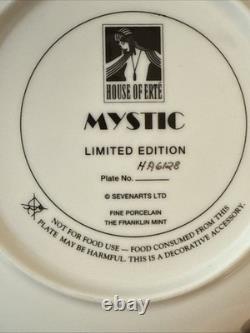 HOUSE OF ERTÉ
MYSTIC
LIMITED EDITION
HA6128
Plate No.
© SEVENARTS LTD
FINE PORCELAIN
THE FRANKLIN MINT
NOT FOR FOOD USE — FOOD CONSUMED FROM THIS
PLATE MAY BE HARMFUL. THIS IS A DECORATIVE ACCESSORY.